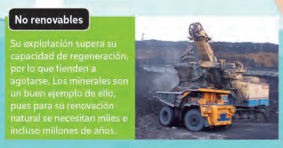 No renovables
Su explotación supera su
capacidad de regeneración,
por lo que tienden a
agotarse. Los minerales son
un buen ejemplo de ello,
pues para su renovación
natural se necesitan miles e
incluso millones de años.